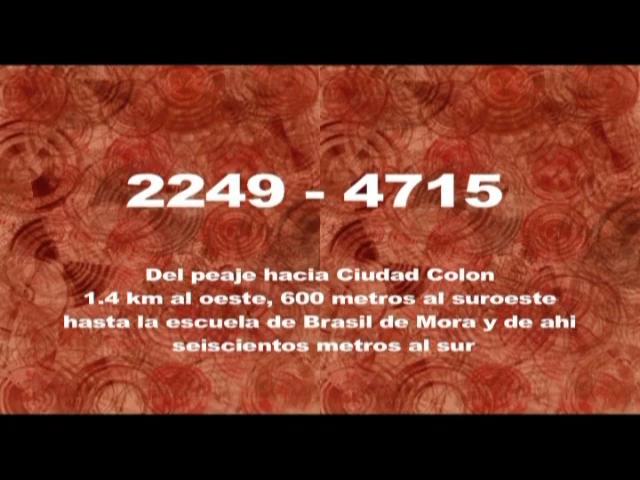 2249 - 4715
Del peaje hacia Ciudad Colon
1.4 km al oeste, 600 metros al suroeste
hasta la escuela de Brasil de Mora y de ahi
seiscientos metros al sur